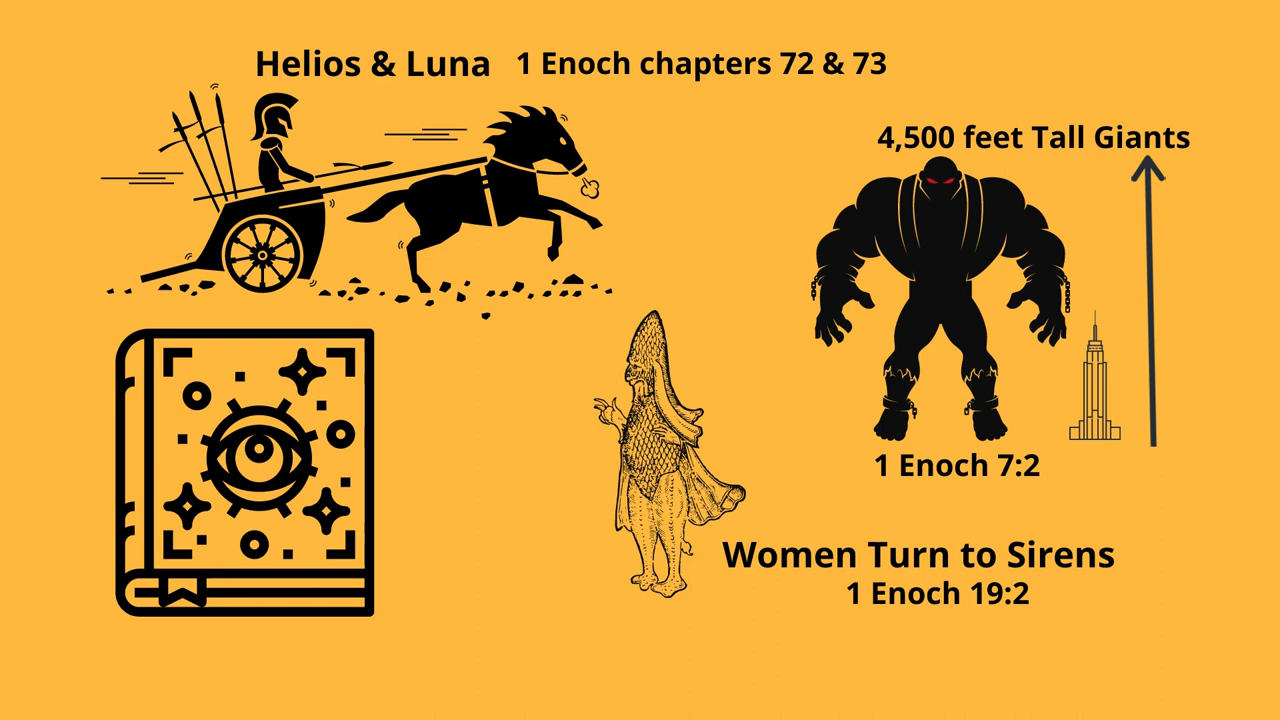 Helios & Luna 1 Enoch chapters 72 & 73
4,500 feet Tall Giants
1 Enoch 7:2
Women Turn to Sirens
1 Enoch 19:2